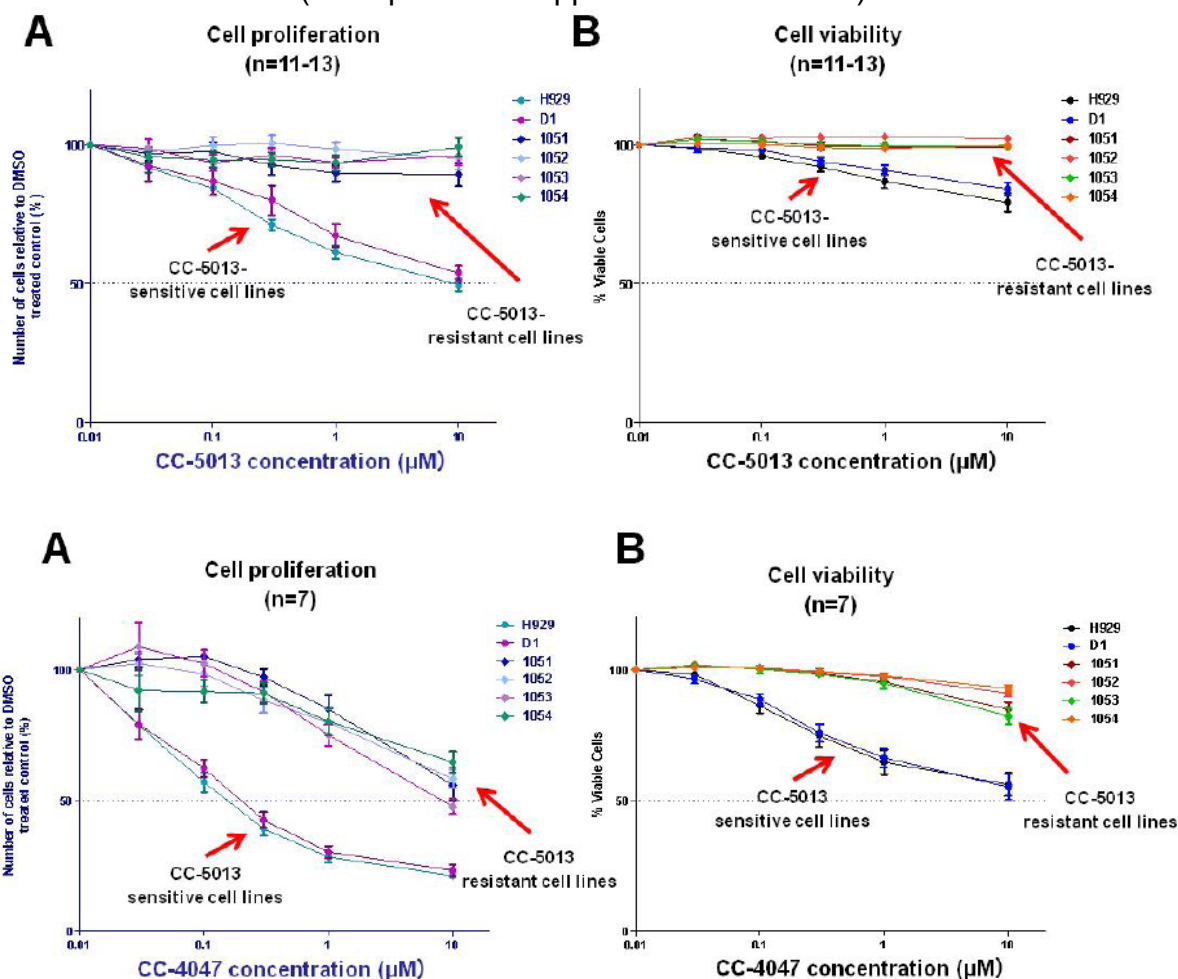 A
Cell proliferation
(n=11-13)
H929
D1
1051
1052
1053
1054
100
50
0
0.01
0.1
1
10
Number of cells relative to DMSO
treated control (%)
CC-5013-
sensitive cell lines
CC-5013-
resistant cell lines
CC-5013 concentration (µM)
B
Cell viability
(n=11-13)
H929
D1
1051
1052
1053
1054
100
50
0
0.01
0.1
1
10
% Viable Cells
CC-5013-
sensitive cell lines
CC-5013-
resistant cell lines
CC-5013 concentration (µM)
A
Cell proliferation
(n=7)
H929
D1
1051
1052
1053
1054
100
50
0
0.01
0.1
1
10
Number of cells relative to DMSO
treated control (%)
CC-5013
sensitive cell lines
CC-5013
resistant cell lines
CC-4047 concentration (µM)
B
Cell viability
(n=7)
H929
D1
1051
1052
1053
1054
100
50
0
0.01
0.1
1
10
% Viable Cells
CC-5013
sensitive cell lines
CC-5013
resistant cell lines
CC-4047 concentration (µM)